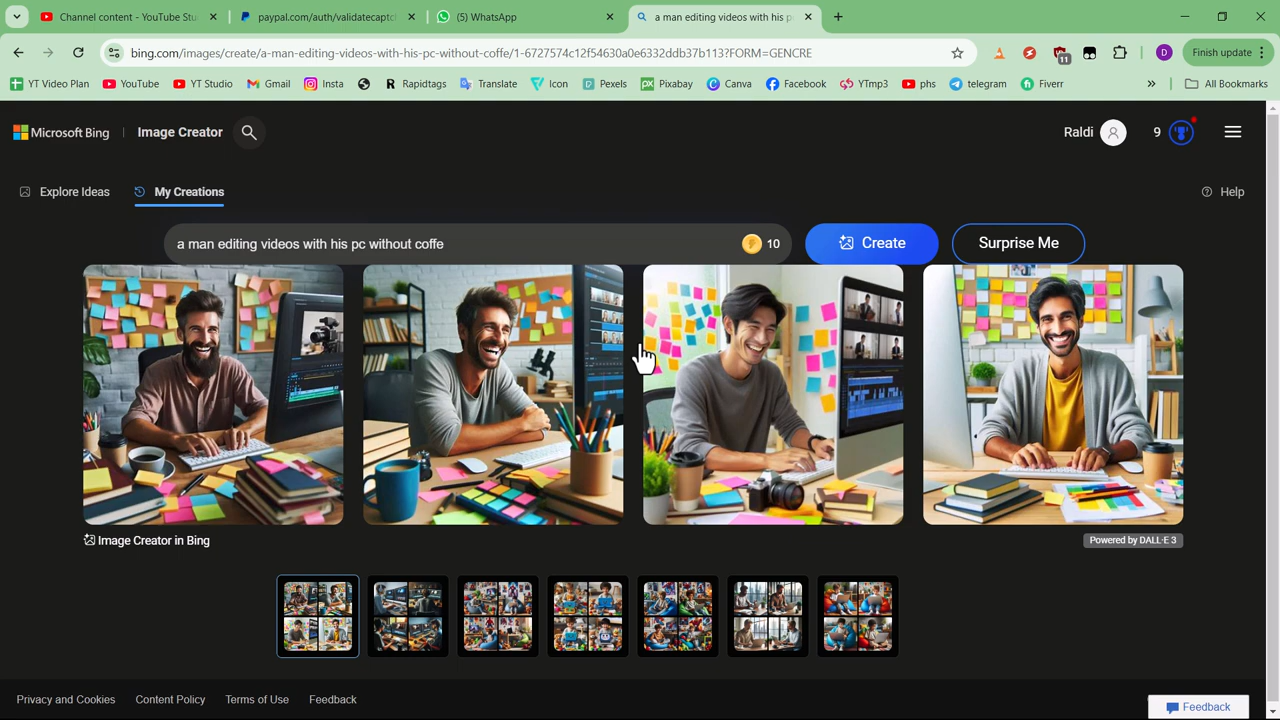 Channel content - YouTube Stu
paypal.com/auth/validatecaptc
(5) WhatsApp
a man editing videos with his p
bing.com/images/create/a-man-editing-videos-with-his-pc-without-coffe/1-6727574c12f54630a0e6332ddb37b113?FORM=GENCRE
11
D
Finish update
YT Video Plan
YouTube
YT Studio
Gmail
Insta
Rapidtags
Translate
Icon
Pexels
Pixabay
Canva
Facebook
YTmp3
phs
telegram
Fiverr
»
All Bookmarks
Microsoft Bing
Image Creator
Raldi
9
Explore Ideas
My Creations
Help
a man editing videos with his pc without coffe
10
Create
Surprise Me
Image Creator in Bing
Powered by DALL·E 3
Privacy and Cookies
Content Policy
Terms of Use
Feedback
Feedback